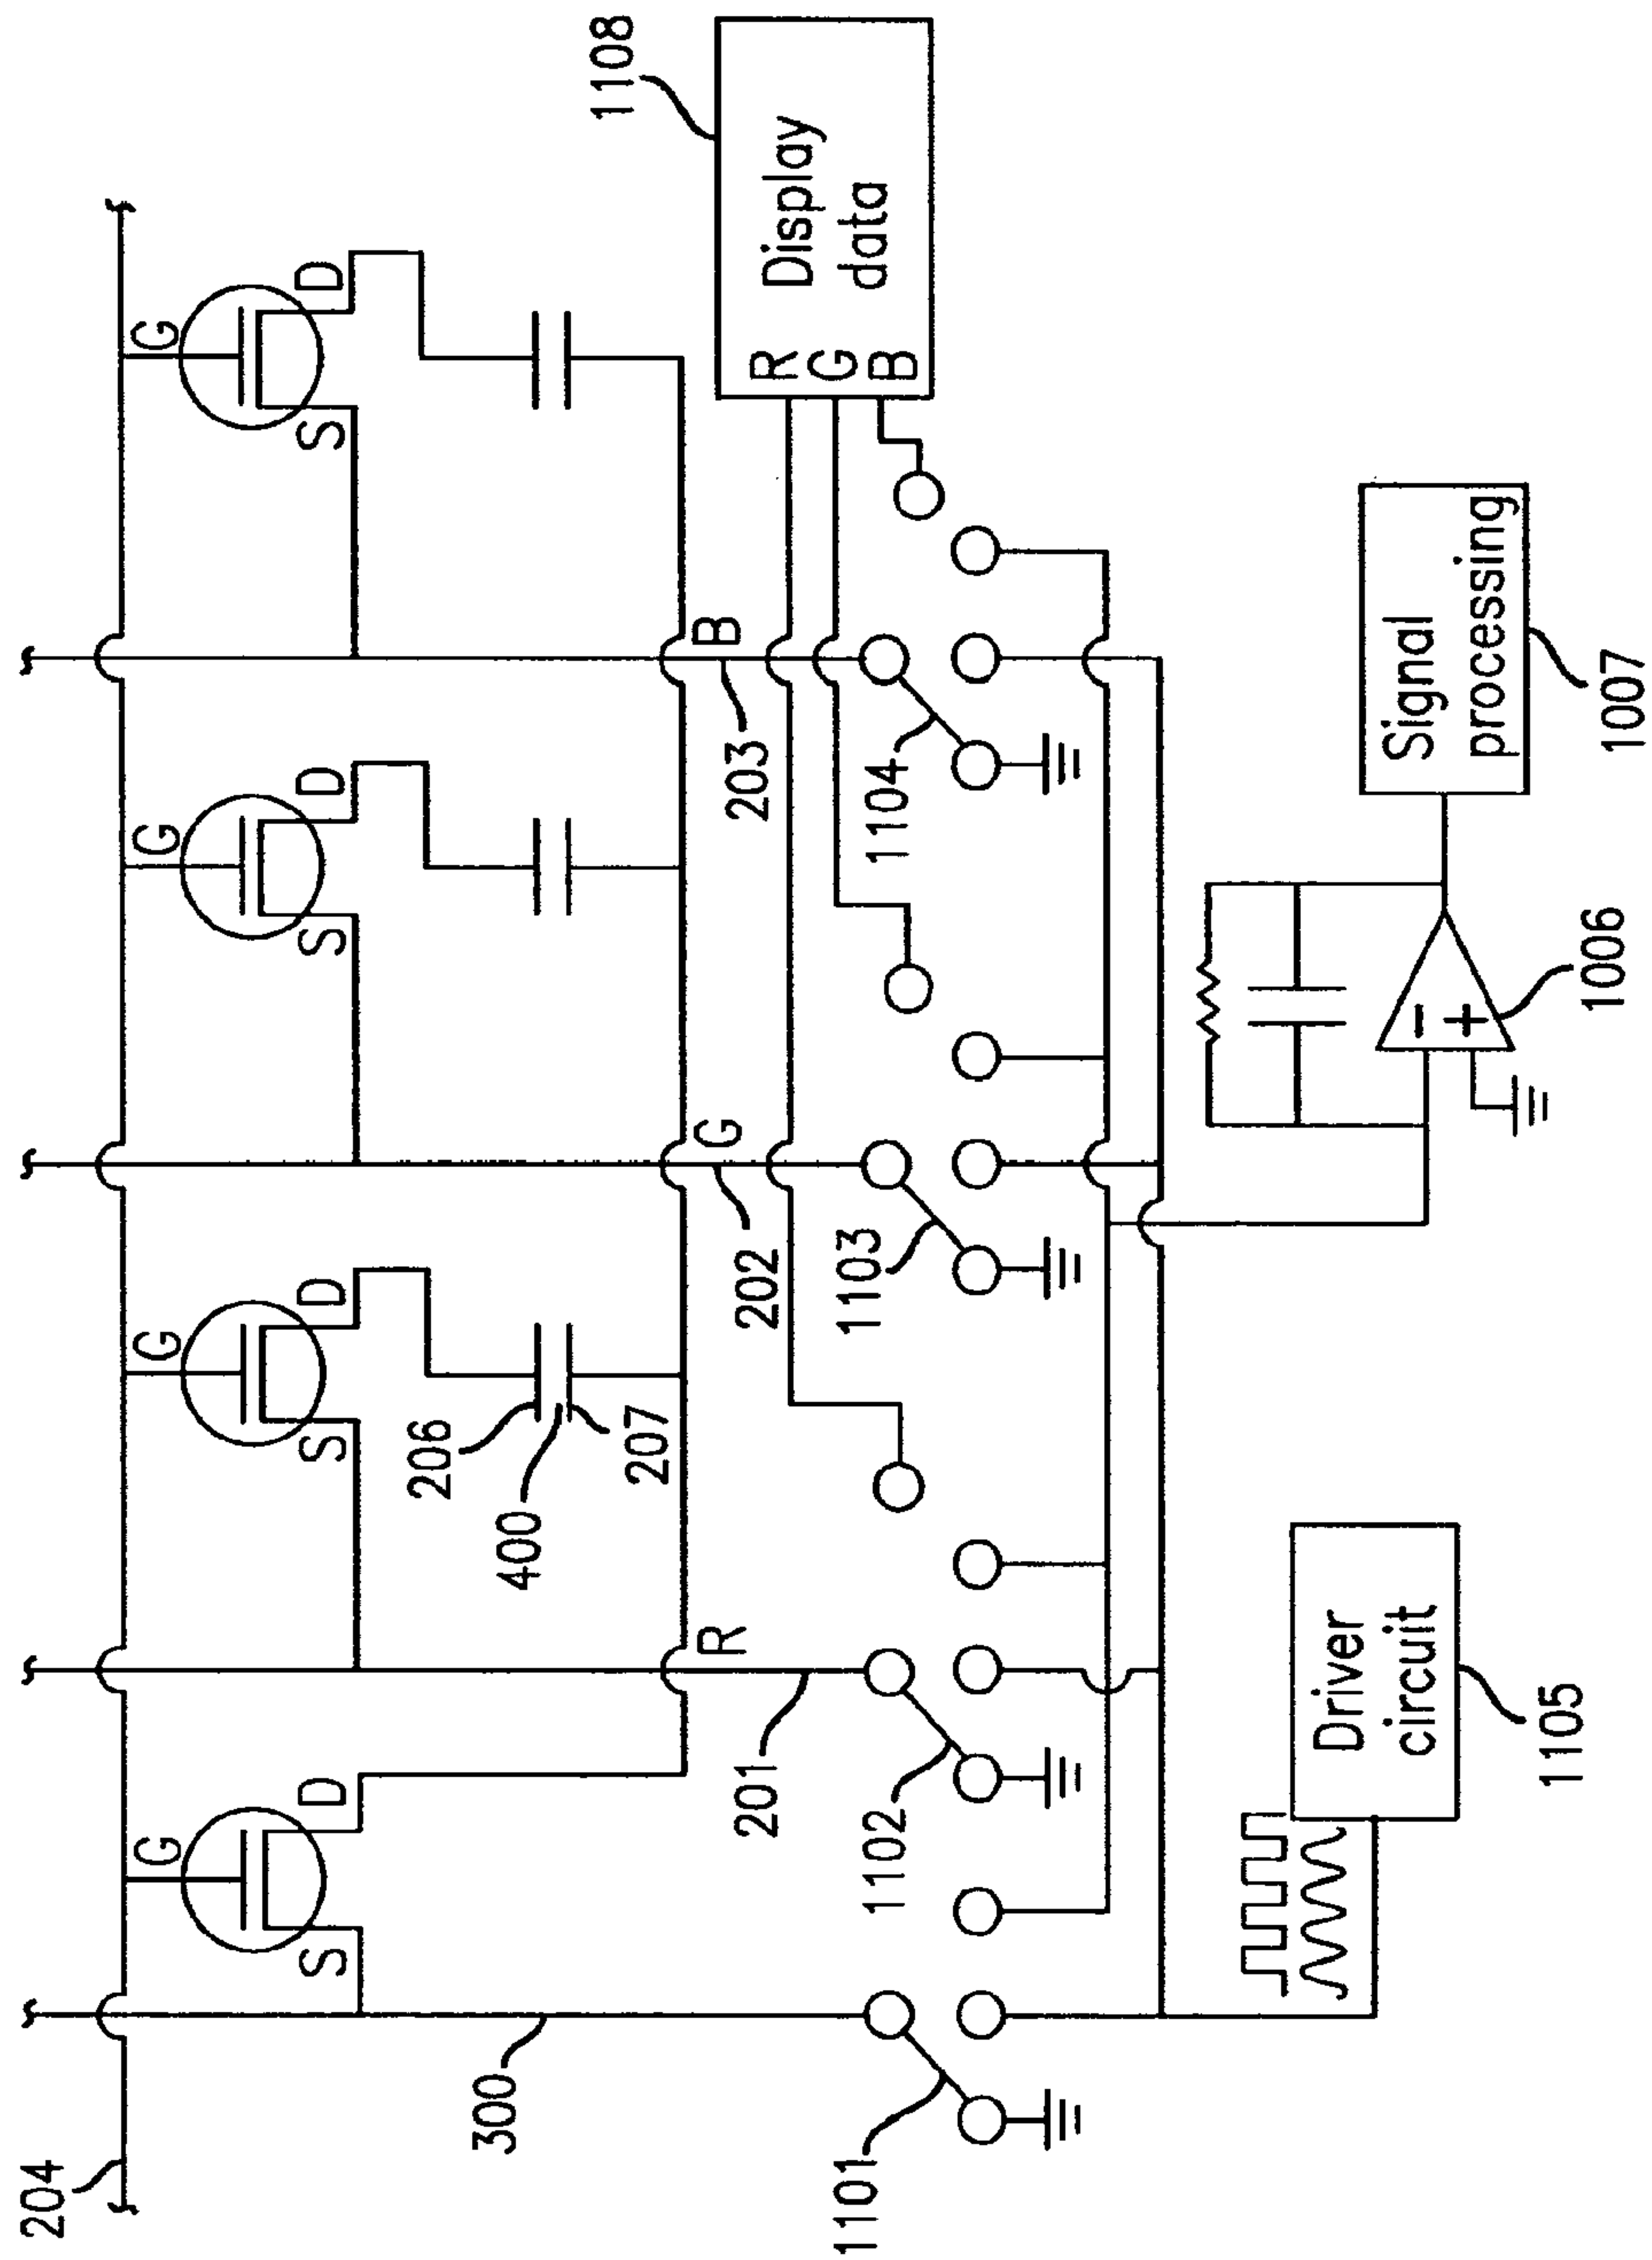 204
G
G
G
G
S
D
S
D
S
D
S
D
300
206
400
207
R
G
B
201
202
203
1101
1102
1103
1104
1108
R
G
B
Display
data
Driver
circuit
1105
-
+
1006
Signal
processing
1007